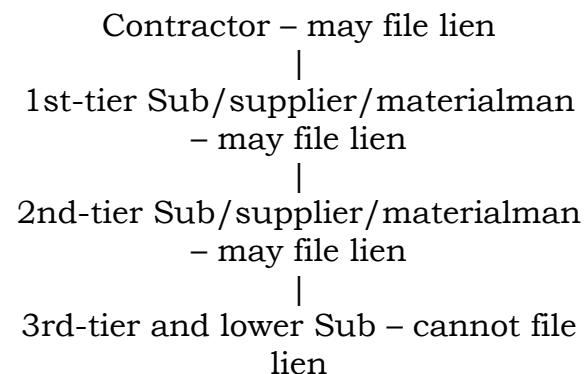 Contractor – may file lien
|
1st-tier Sub/supplier/materialman
– may file lien
|
2nd-tier Sub/supplier/materialman
– may file lien
|
3rd-tier and lower Sub – cannot file
lien